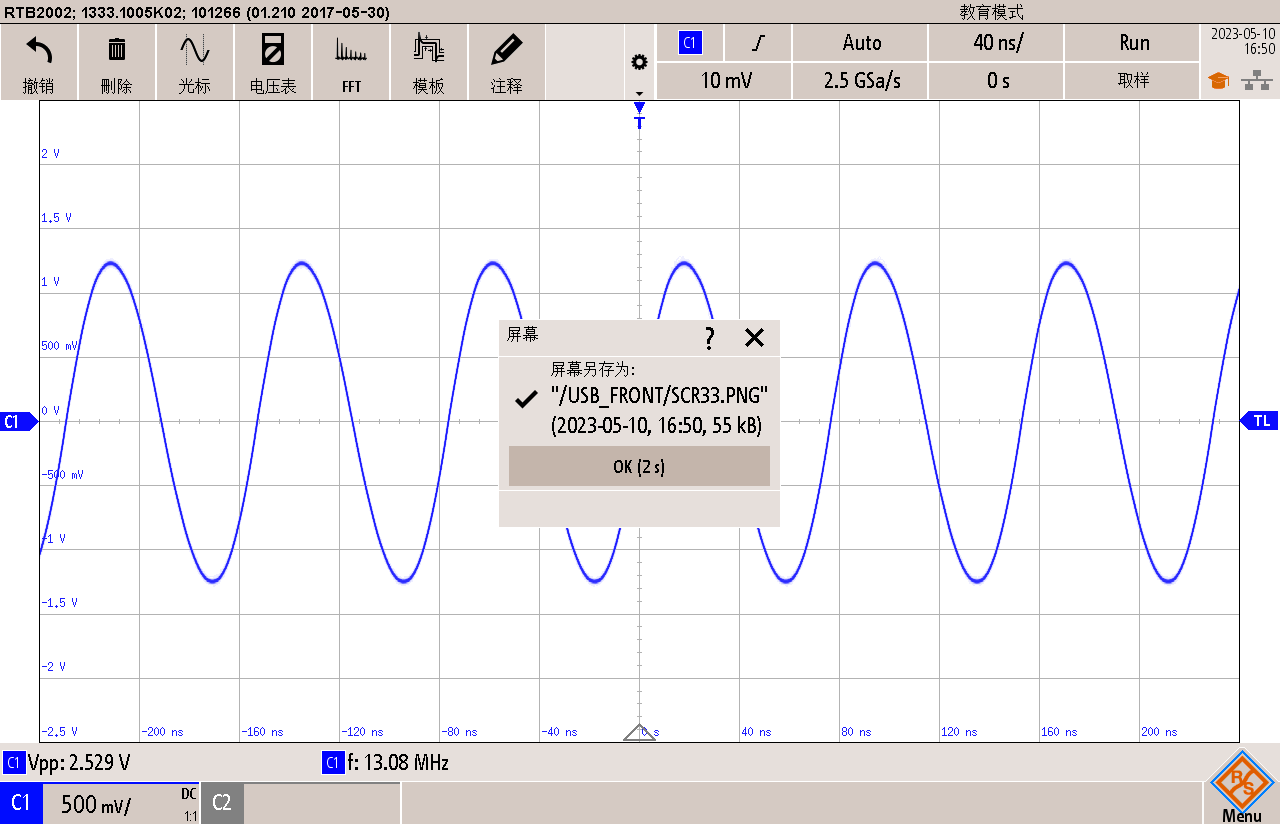 RTB2002; 1333.1005K02; 101266 (01.210 2017-05-30)
教育模式
撤销
删除
光标
电压表
FFT
模板
注释
C1
Auto
40 ns/
Run
10 mV
2.5 GSa/s
0 s
取样
2023-05-10
16:50
T
2 V
1.5 V
1 V
500 mV
0 V
-500 mV
-1 V
-1.5 V
-2 V
-2.5 V
C1
TL
屏幕
?
屏幕另存为:
"/USB_FRONT/SCR33.PNG"
(2023-05-10, 16:50, 55 kB)
OK (2 s)
-200 ns
-160 ns
-120 ns
-80 ns
-40 ns
0 s
40 ns
80 ns
120 ns
160 ns
200 ns
C1 Vpp: 2.529 V
C1 f: 13.08 MHz
C1
500 mV/
DC
1:1
C2
R
S
Menu